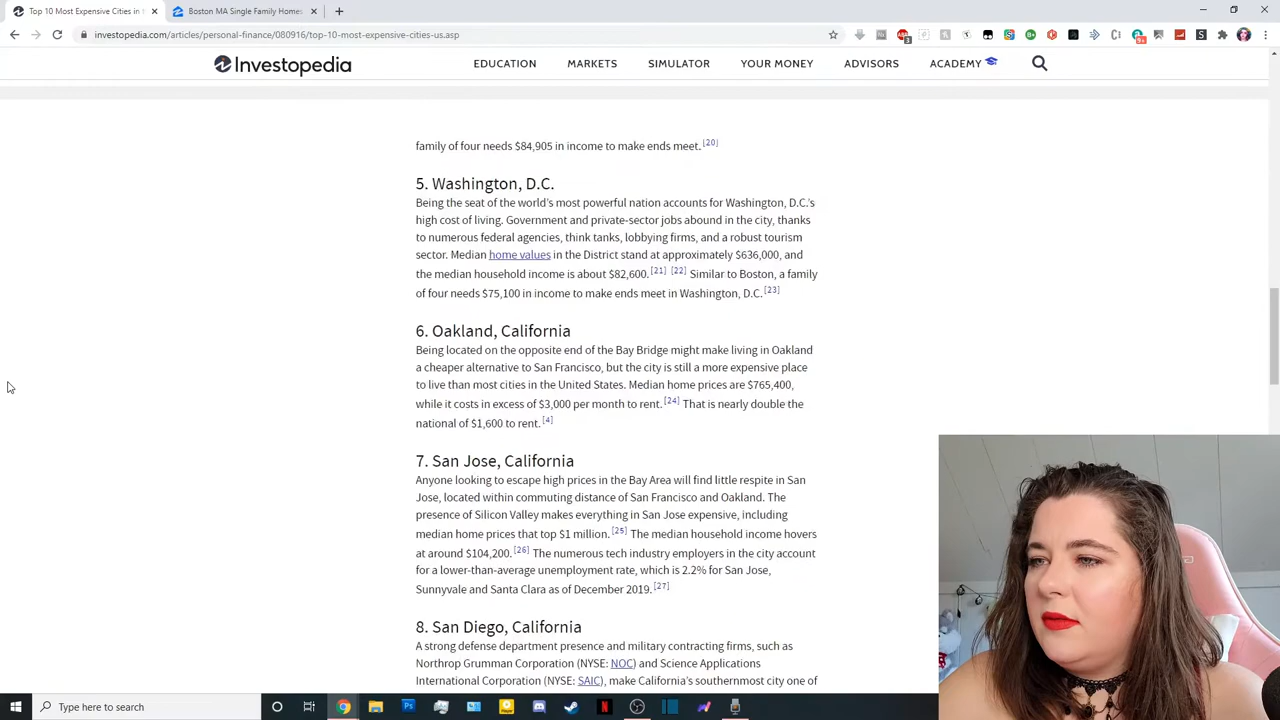 Top 10 Most Expensive Cities in
Boston MA Single Family Homes
investopedia.com/articles/personal-finance/080916/top-10-most-expensive-cities-us.asp
Investopedia
EDUCATION
MARKETS
SIMULATOR
YOUR MONEY
ADVISORS
ACADEMY
family of four needs $84,905 in income to make ends meet. [20]
5. Washington, D.C.
Being the seat of the world’s most powerful nation accounts for Washington, D.C.’s
high cost of living. Government and private-sector jobs abound in the city, thanks
to numerous federal agencies, think tanks, lobbying firms, and a robust tourism
sector. Median home values in the District stand at approximately $636,000, and
the median household income is about $82,600. [21] [22] Similar to Boston, a family
of four needs $75,100 in income to make ends meet in Washington, D.C. [23]
6. Oakland, California
Being located on the opposite end of the Bay Bridge might make living in Oakland
a cheaper alternative to San Francisco, but the city is still a more expensive place
to live than most cities in the United States. Median home prices are $765,400,
while it costs in excess of $3,000 per month to rent. [24] That is nearly double the
national of $1,600 to rent. [4]
7. San Jose, California
Anyone looking to escape high prices in the Bay Area will find little respite in San
Jose, located within commuting distance of San Francisco and Oakland. The
presence of Silicon Valley makes everything in San Jose expensive, including
median home prices that top $1 million. [25] The median household income hovers
at around $104,200. [26] The numerous tech industry employers in the city account
for a lower-than-average unemployment rate, which is 2.2% for San Jose,
Sunnyvale and Santa Clara as of December 2019. [27]
8. San Diego, California
A strong defense department presence and military contracting firms, such as
Northrop Grumman Corporation (NYSE: NOC) and Science Applications
International Corporation (NYSE: SAIC), make California’s southernmost city one of
Type here to search